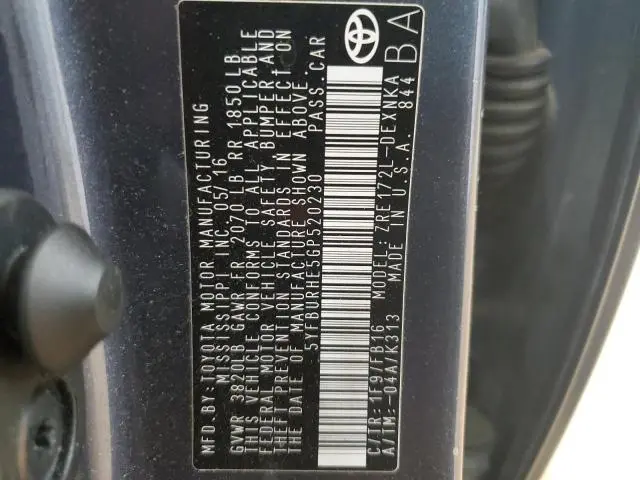 MFD. BY: TOYOTA MOTOR MANUFACTURING
MISSISSIPPI INC. 05/16
GVWR 3820LB GAWR FR 2070 LB RR 1850LB
THIS VEHICLE CONFORMS TO ALL APPLICABLE
FEDERAL MOTOR VEHICLE SAFETY, BUMPER AND
THEFT PREVENTION STANDARDS IN EFFECT ON
THE DATE OF MANUFACTURE SHOWN ABOVE.
5YFBURHE5GP520230 PASS. CAR
C/TR: 1F9/FB16 MODEL: ZRE172L-DEXNKA
A/TM: -04A/K313 MADE IN U.S.A. 844
BA